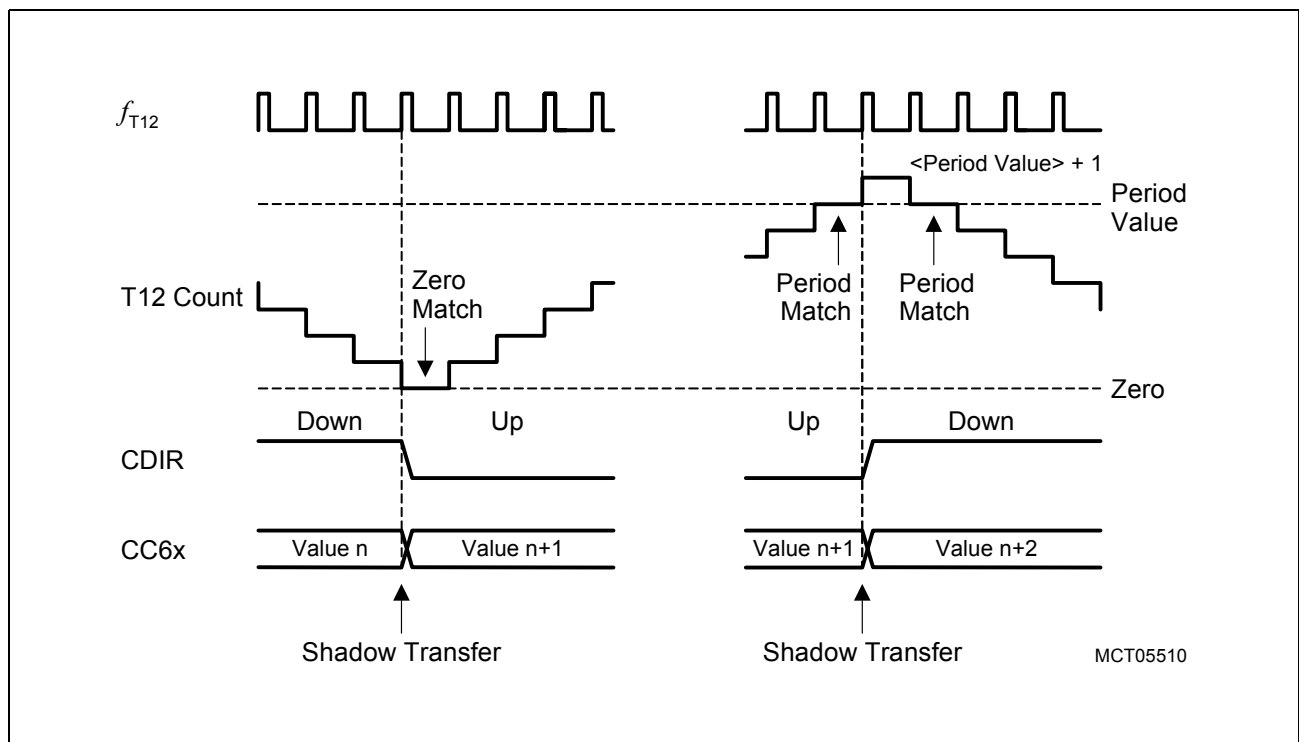 fT12
<Period Value> + 1
Period
Value
Zero
Match
Period
Match
Period
Match
T12 Count
Zero
Down
Up
Up
Down
CDIR
CC6x
Value n
Value n+1
Value n+1
Value n+2
Shadow Transfer
Shadow Transfer
MCT05510